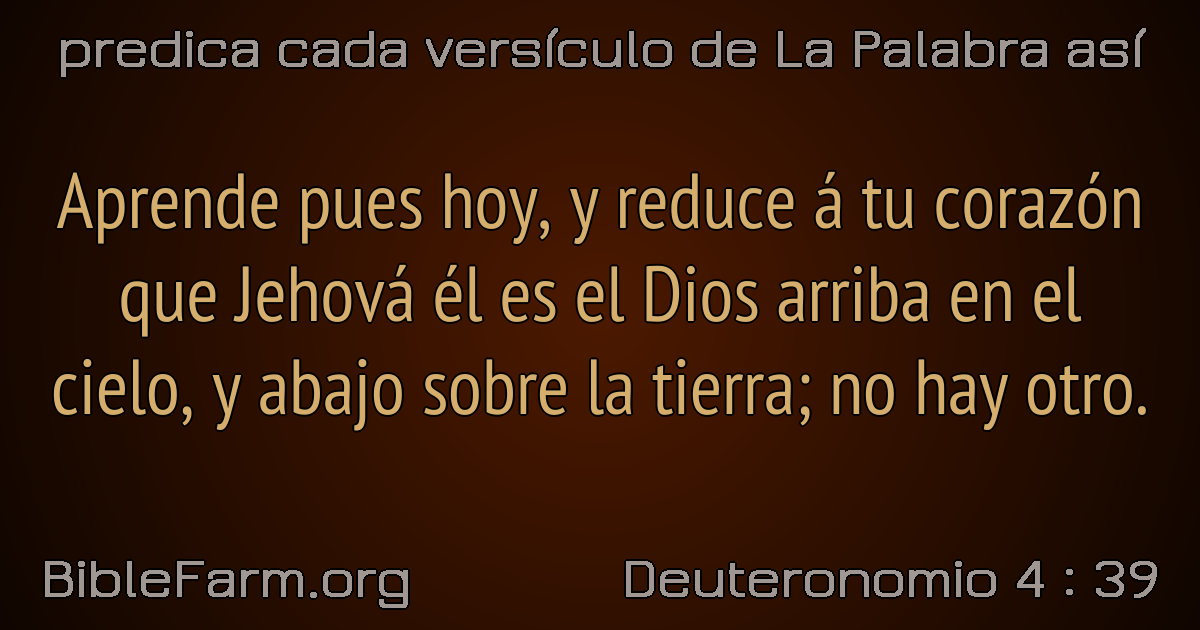 predica cada versículo de La Palabra así
Aprende pues hoy, y reduce á tu corazón
que Jehová él es el Dios arriba en el
cielo, y abajo sobre la tierra; no hay otro.
BibleFarm.org
Deuteronomio 4 : 39